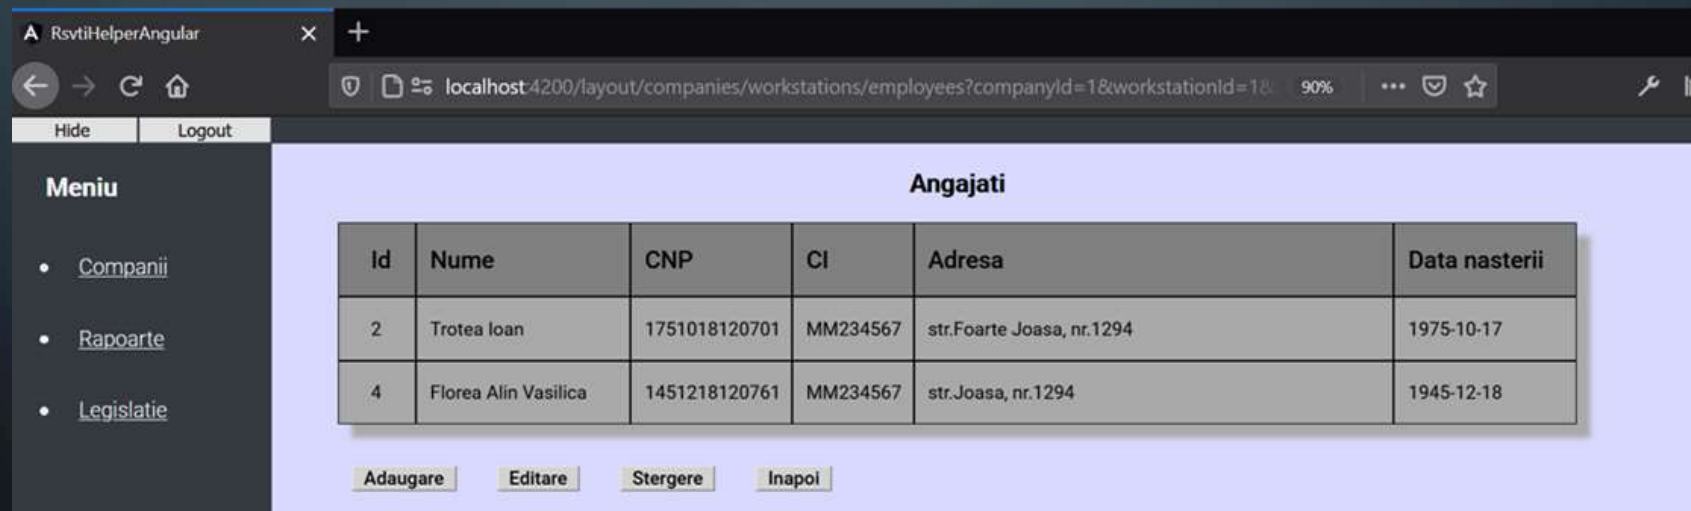 RsvtiHelperAngular
localhost:4200/layout/companies/workstations/employees?companyId=1&workstationId=1 90%
Hide Logout
Meniu
Companii
Rapoarte
Legislatie
Angajati
Id Nume CNP CI Adresa Data nasterii
2 Trotea Ioan 1751018120701 MM234567 str.Foarte Joasa, nr.1294 1975-10-17
4 Florea Alin Vasilica 1451218120761 MM234567 str.Joasa, nr.1294 1945-12-18
Adaugare Editare Stergere Inapoi